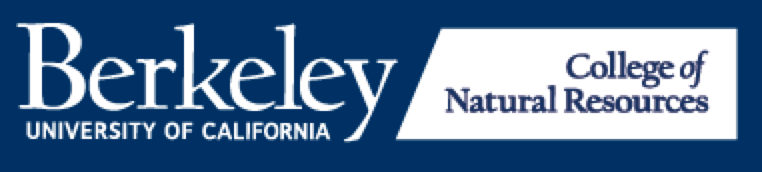 Berkeley
UNIVERSITY OF CALIFORNIA
College of
Natural Resources